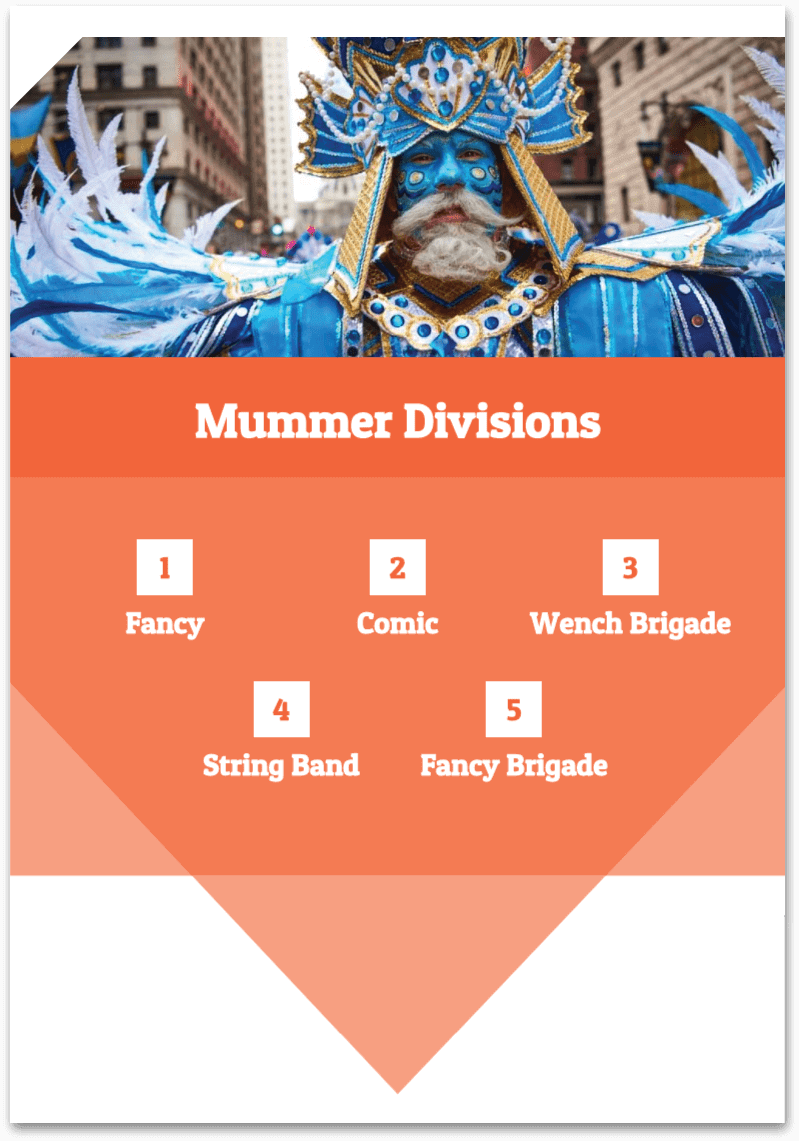 Mummer Divisions
1
2
3
Fancy
Comic
Wench Brigade
4
5
String Band
Fancy Brigade